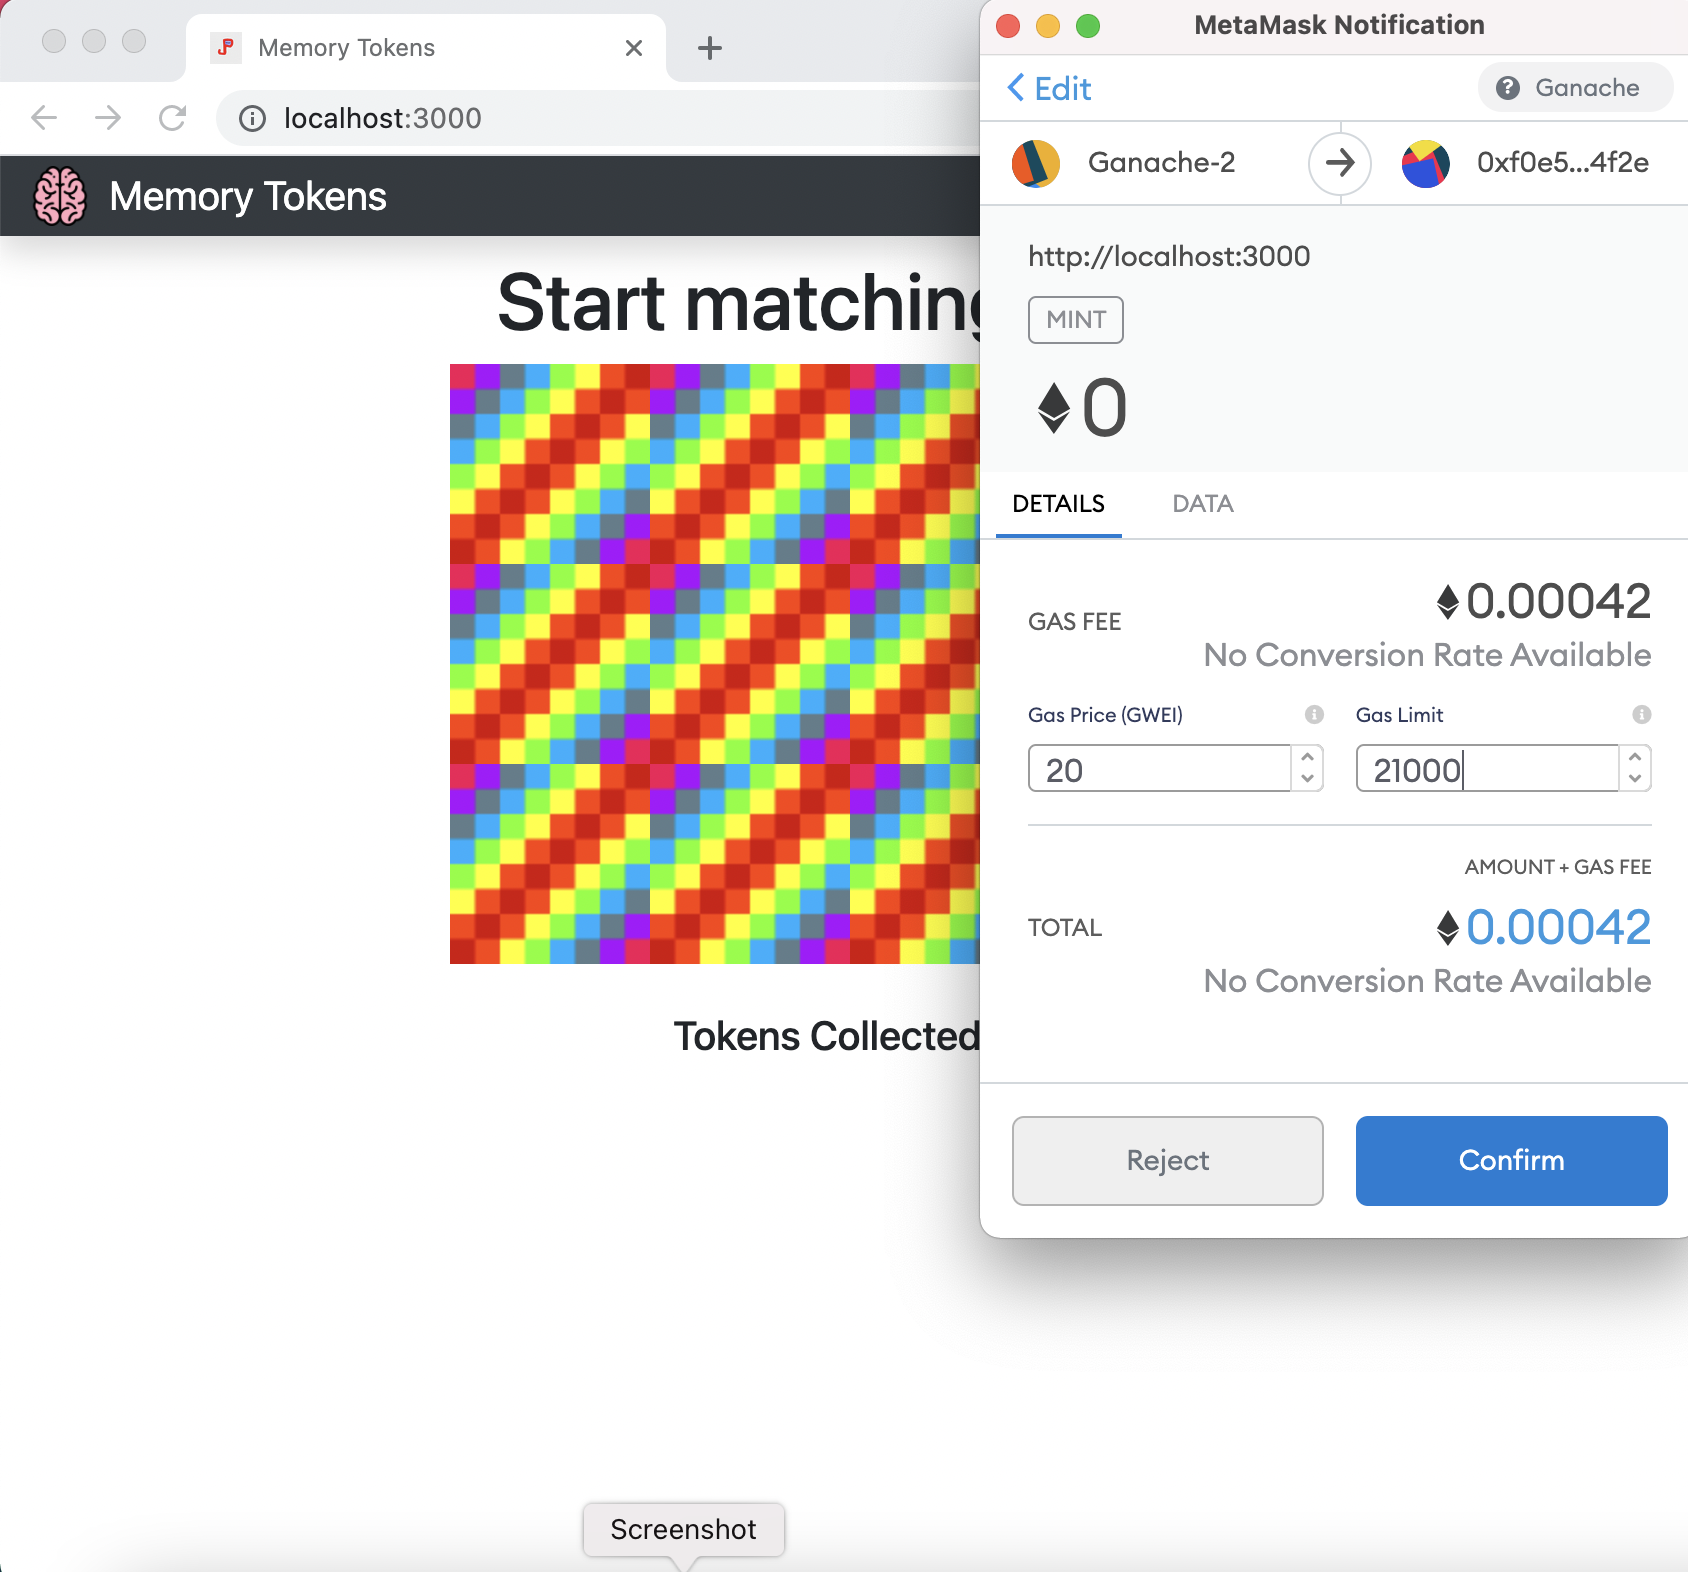 Memory Tokens
localhost:3000
Memory Tokens
Start matching
Tokens Collected
Screenshot
MetaMask Notification
Edit
Ganache
Ganache-2
0xf0e5...4f2e
http://localhost:3000
MINT
0
DETAILS DATA
GAS FEE
0.00042
No Conversion Rate Available
Gas Price (GWEI)
Gas Limit
20
21000
AMOUNT + GAS FEE
TOTAL
0.00042
No Conversion Rate Available
Reject
Confirm